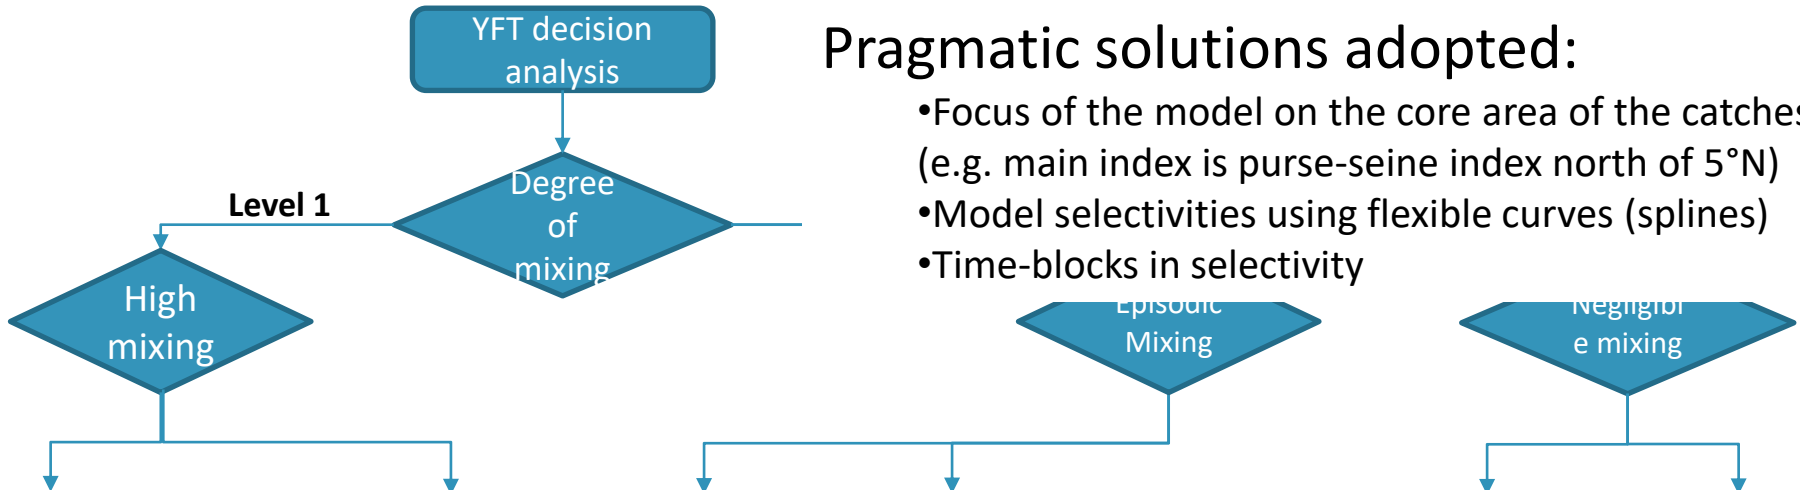 YFT decision
analysis
Pragmatic solutions adopted:
•Focus of the model on the core area of the catches
(e.g. main index is purse-seine index north of 5°N)
•Model selectivities using flexible curves (splines)
•Time-blocks in selectivity
Level 1
Degree
of
mixing
High
mixing
Episodic
Mixing
Negligibl
e mixing